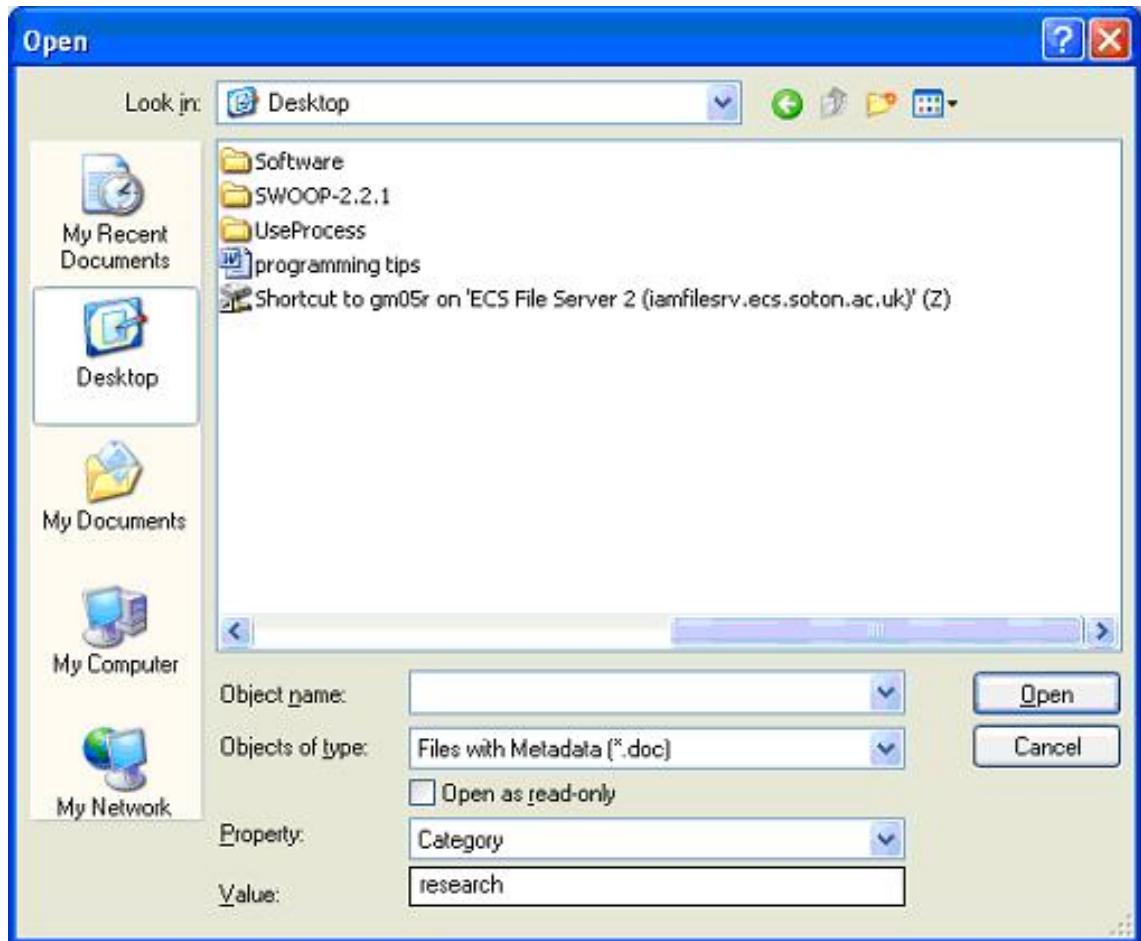 Open
Look in: Desktop
Software
SWOOP-2.2.1
UseProcess
programming tips
Shortcut to gm05r on 'ECS File Server 2 (iamfilesrv.ecs.soton.ac.uk)' (Z)
My Recent
Documents
Desktop
My Documents
My Computer
My Network
Object name:
Open
Objects of type: Files with Metadata (*.doc)
Cancel
Open as read-only
Property: Category
Value: research